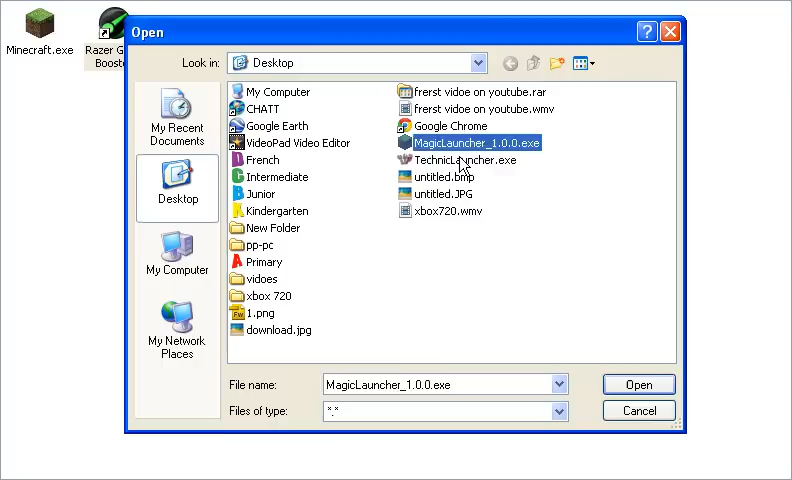 Minecraft.exe
Razer G
Booste
Open
Look in:
Desktop
My Recent
Documents
Desktop
My Computer
My Network
Places
My Computer
CHATT
Google Earth
VideoPad Video Editor
French
Intermediate
Junior
Kindergarten
New Folder
pp-pc
Primary
vidoes
xbox 720
1.png
download.jpg
frerst vidoe on youtube.rar
frerst vidoe on youtube.wmv
Google Chrome
MagicLauncher_1.0.0.exe
TechnicLauncher.exe
untitled.bmp
untitled.JPG
xbox720.wmv
File name:
MagicLauncher_1.0.0.exe
Open
Files of type:
*.*
Cancel